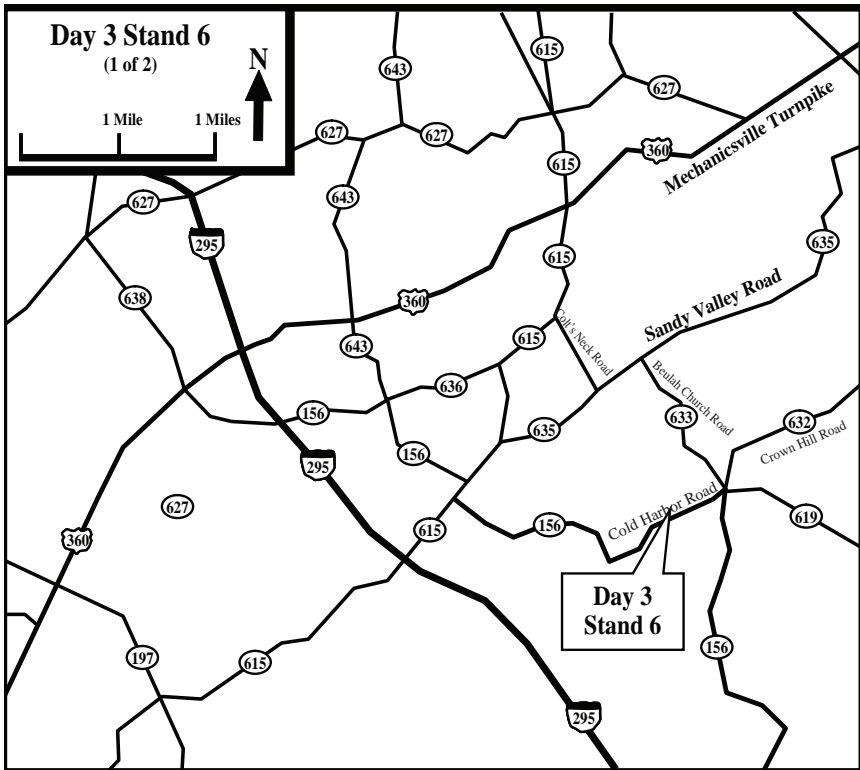 Day 3 Stand 6
(1 of 2)
N
1 Mile 1 Miles
615
643
627
627
627
360
Mechanicsville Turnpike
615
643
627
635
295
615
638
360
Sandy Valley Road
Colt's Neck Road
615
643
Beulah Church Road
636
156
633
632
Crown Hill Road
635
156
295
Cold Harbor Road
627
619
156
615
360
Day 3
Stand 6
156
197
615
295